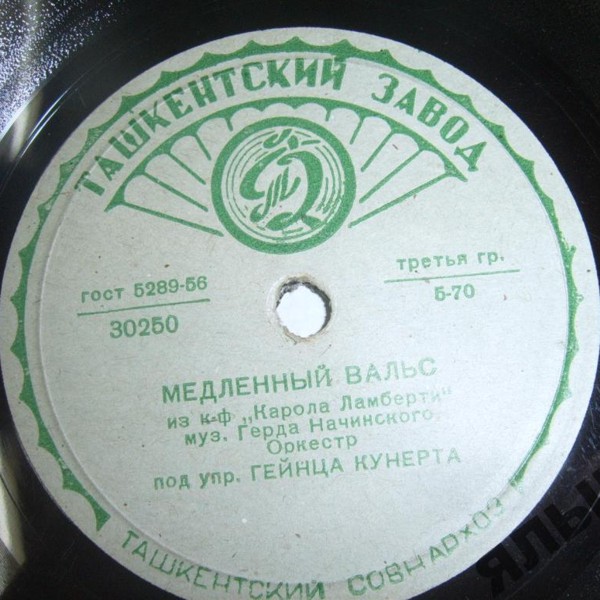 ТАШКЕНТСКИЙ ЗАВОД
гост 5289-56
30250
третья гр.
5-70
МЕДЛЕННЫЙ ВАЛЬС
из к-ф „Карола Ламберти"
муз. Герда Начинского
Оркестр
под упр. ГЕЙНЦА КУНЕРТА
ТАШКЕНТСКИЙ СОВНАРХОЗ